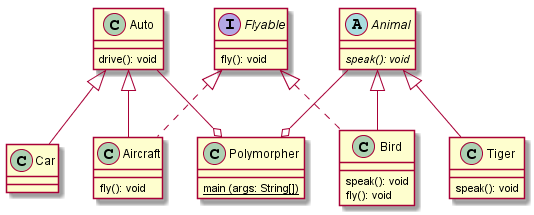 C Auto
drive(): void
I Flyable
fly(): void
A Animal
speak(): void
C Car
C Aircraft
fly(): void
C Polymorpher
main (args: String[])
C Bird
speak(): void
fly(): void
C Tiger
speak(): void